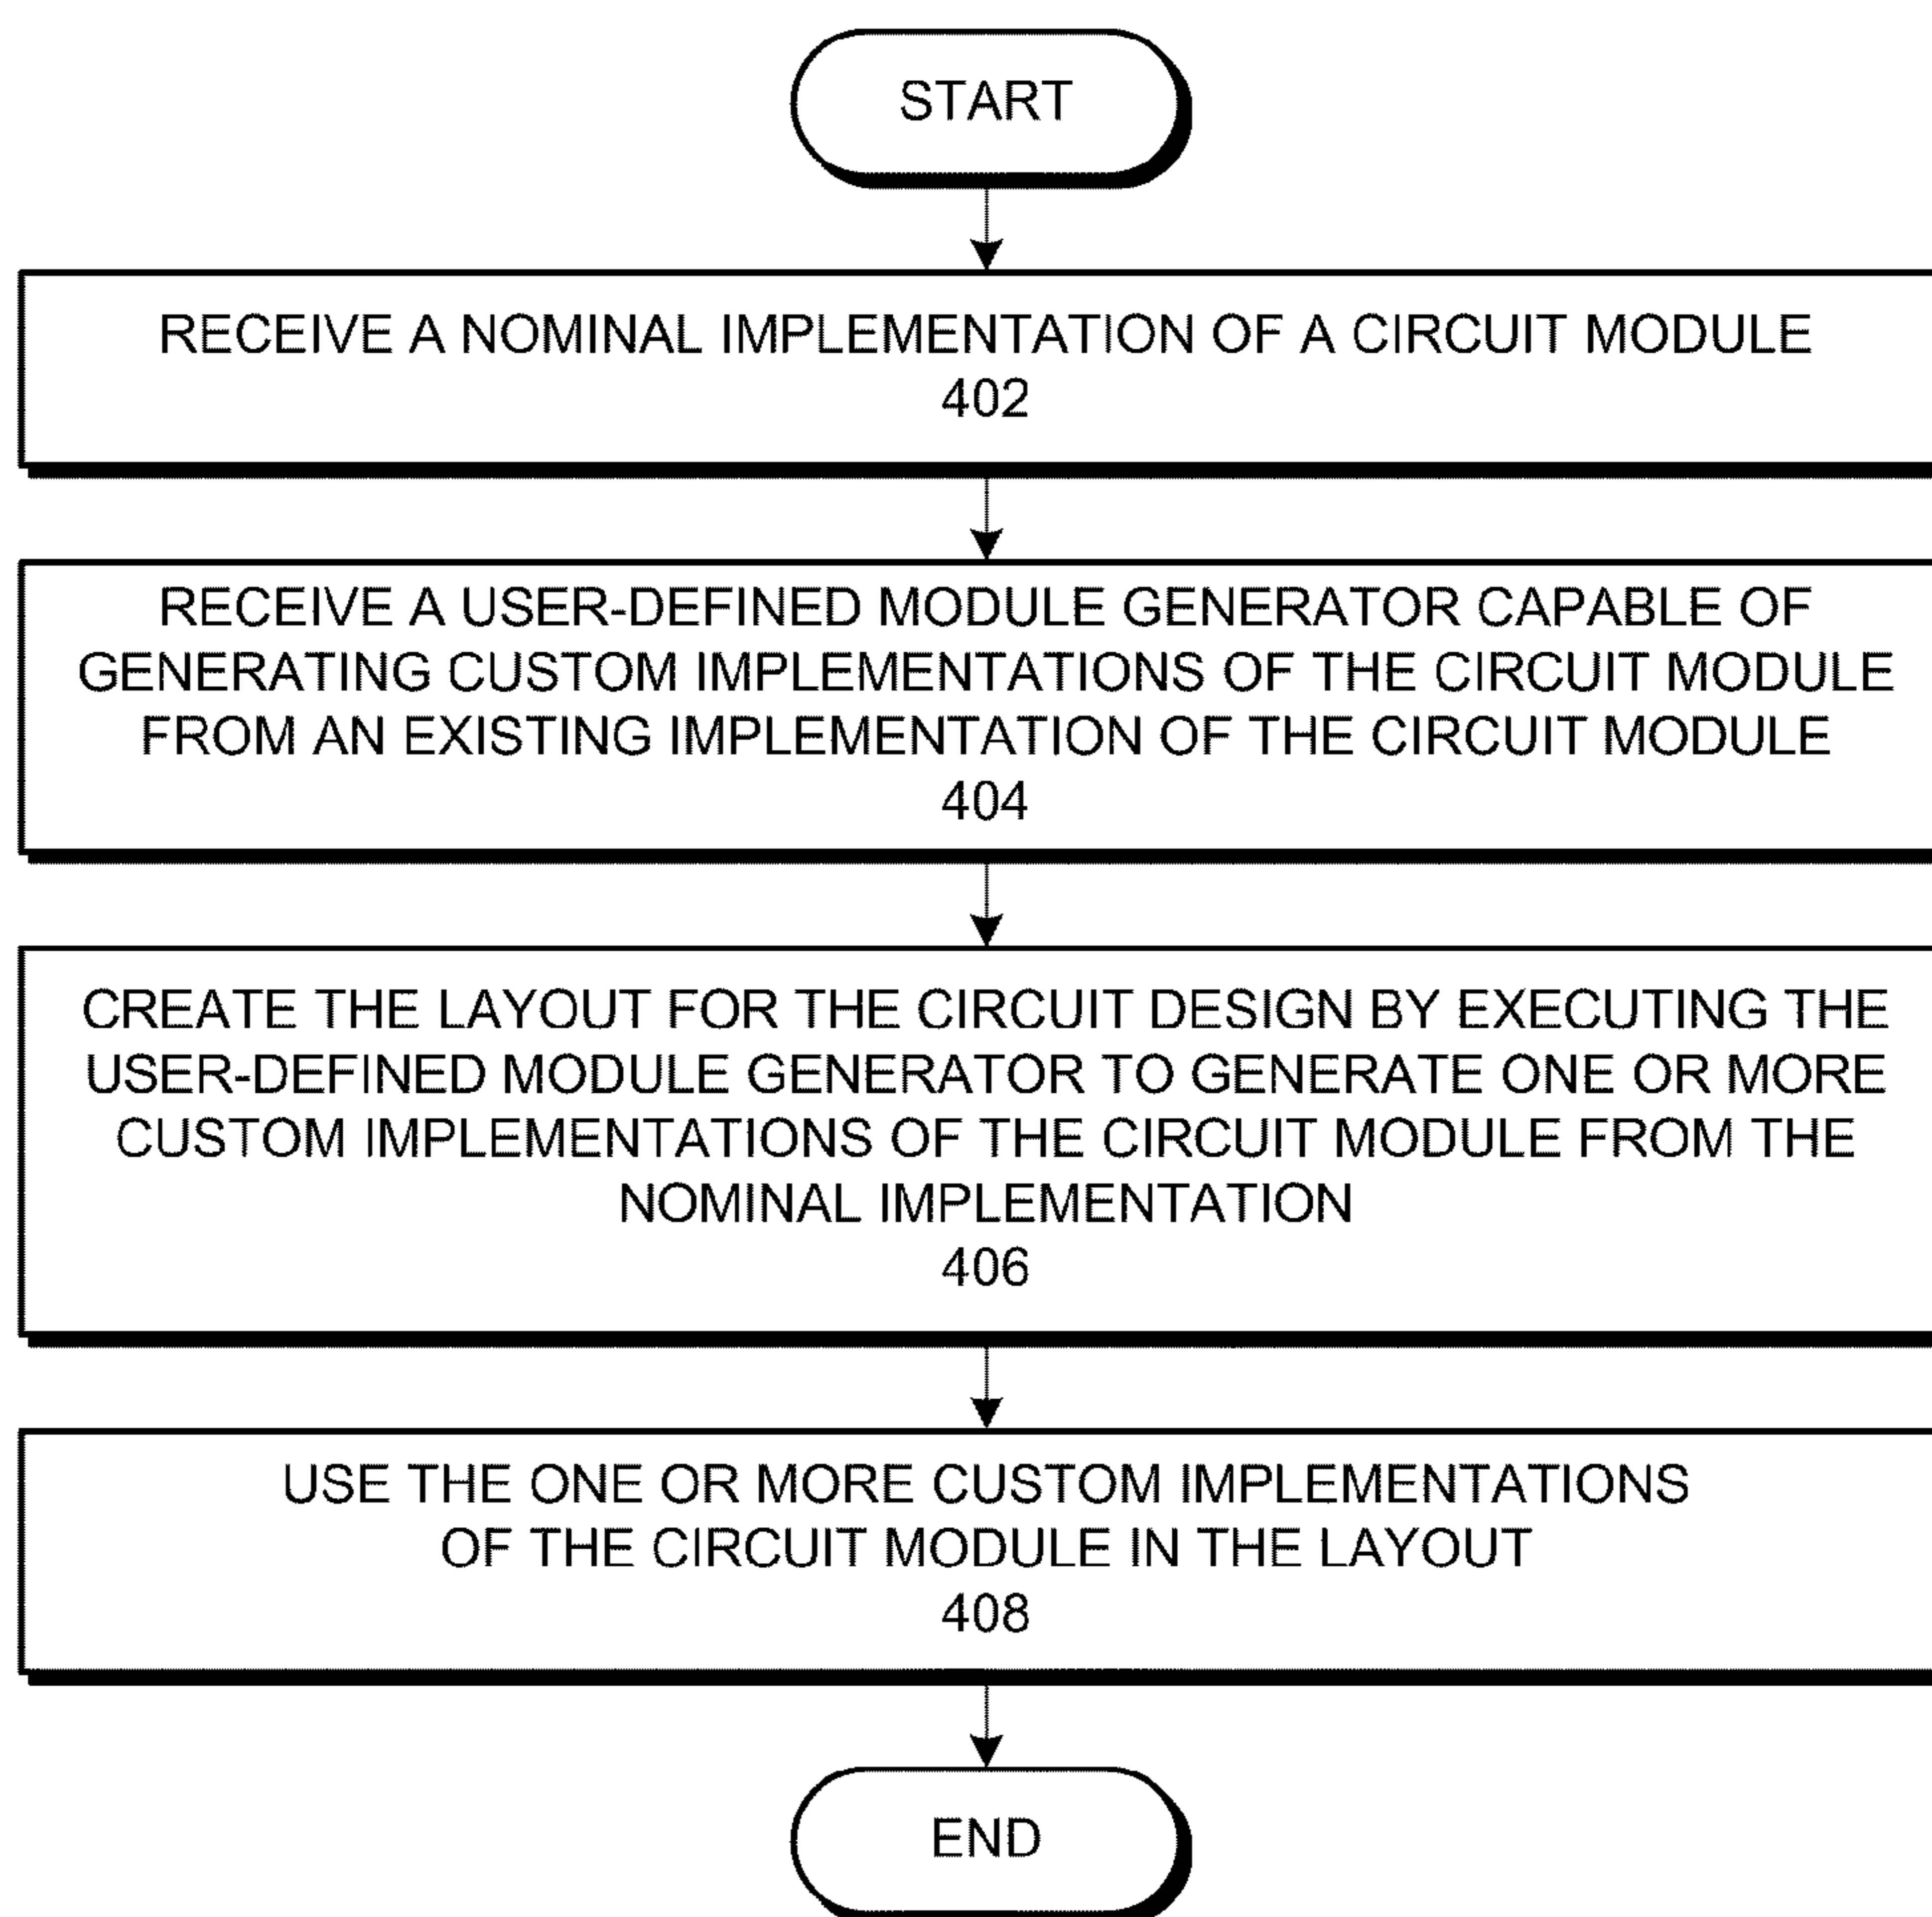 START
RECEIVE A NOMINAL IMPLEMENTATION OF A CIRCUIT MODULE
402
RECEIVE A USER-DEFINED MODULE GENERATOR CAPABLE OF
GENERATING CUSTOM IMPLEMENTATIONS OF THE CIRCUIT MODULE
FROM AN EXISTING IMPLEMENTATION OF THE CIRCUIT MODULE
404
CREATE THE LAYOUT FOR THE CIRCUIT DESIGN BY EXECUTING THE
USER-DEFINED MODULE GENERATOR TO GENERATE ONE OR MORE
CUSTOM IMPLEMENTATIONS OF THE CIRCUIT MODULE FROM THE
NOMINAL IMPLEMENTATION
406
USE THE ONE OR MORE CUSTOM IMPLEMENTATIONS
OF THE CIRCUIT MODULE IN THE LAYOUT
408
END